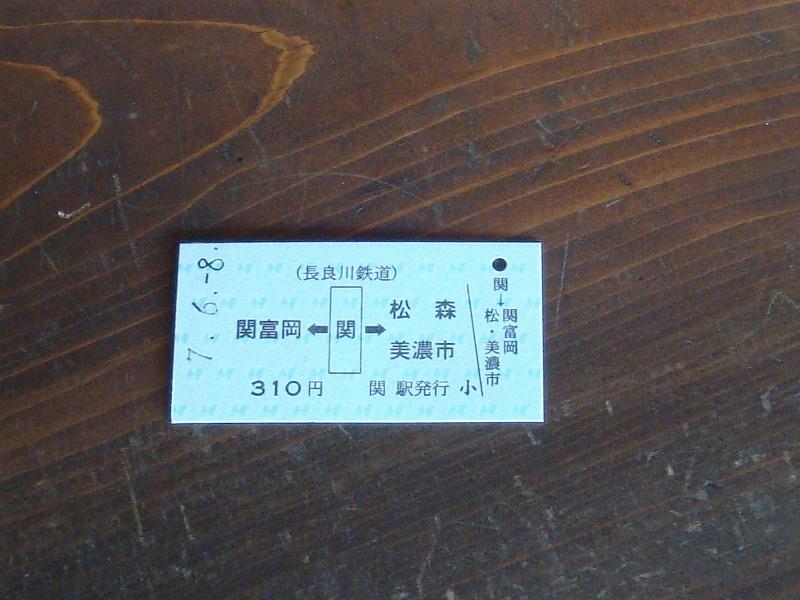 7.-6.-8.
(長良川鉄道)
関富岡 ⬅ 関 ➡ 松森 美濃市
310円 関 駅発行 小
関→関富岡
松・美濃市